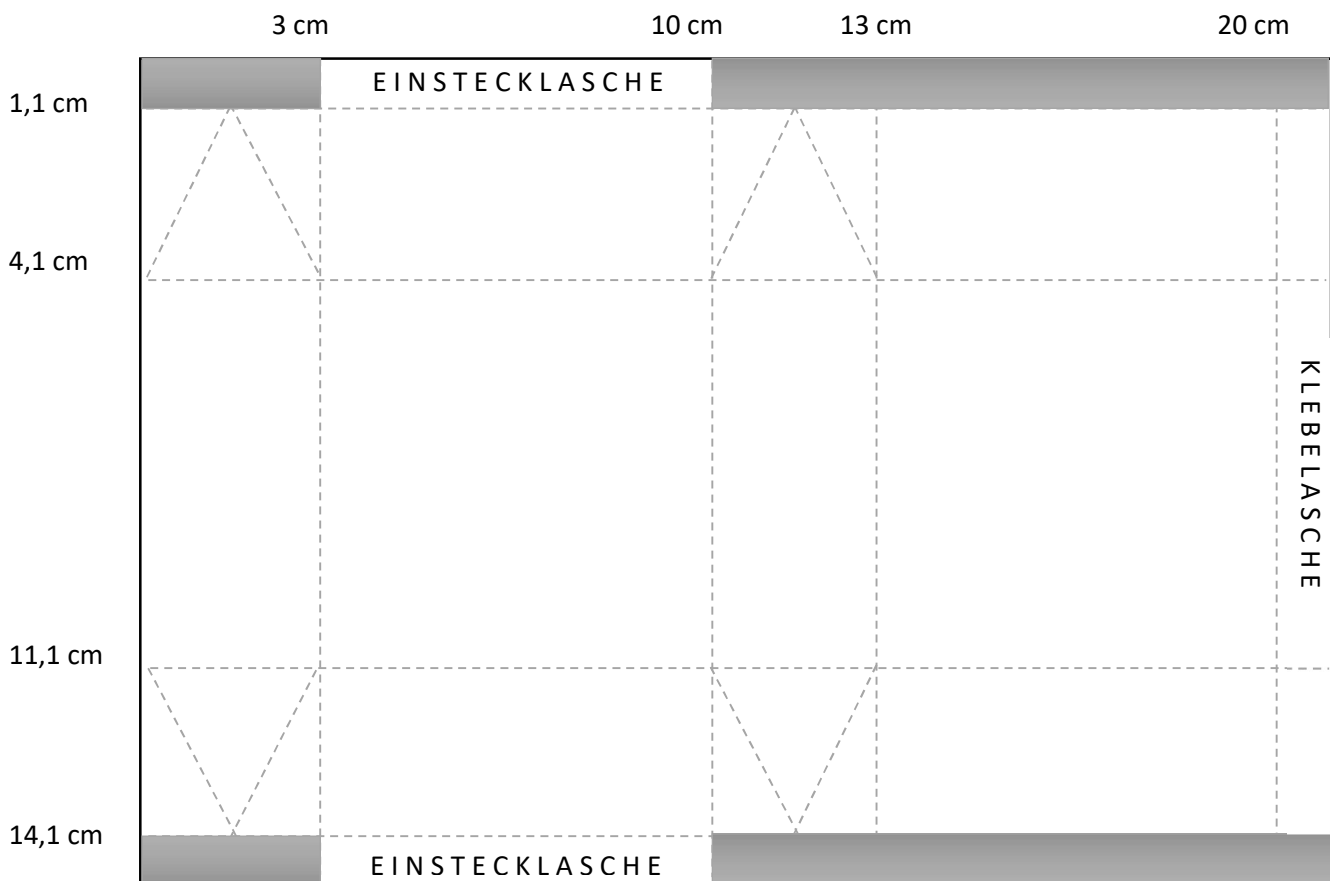 3 cm 10 cm 13 cm 20 cm
E I N S T E C K L A S C H E
1,1 cm
4,1 cm
K L E B E L A S C H E
11,1 cm
14,1 cm
E I N S T E C K L A S C H E